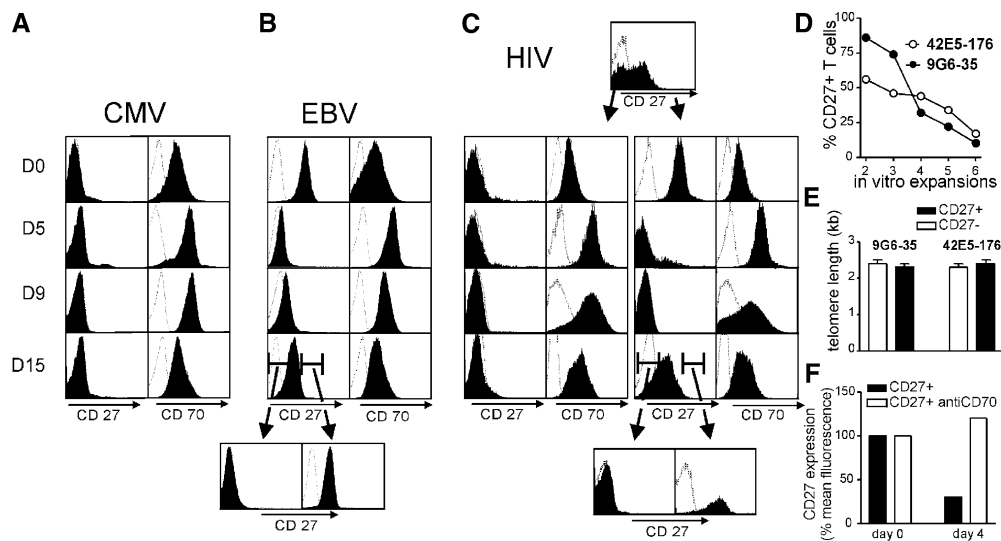 A
B
C
D
HIV
CD 27
CMV
EBV
D0
D5
D9
D15
CD 27
CD 70
CD 27
CD 70
CD 27
CD 70
CD 27
CD 70
CD 27
CD 27
% CD27+ T cells
100
75
50
25
0
42E5-176
9G6-35
2 3 4 5 6
in vitro expansions
E
CD27+
CD27-
telomere length (kb)
3
2
1
0
9G6-35
42E5-176
F
CD27+
CD27+ antiCD70
CD27 expression
(% mean fluorescence)
150
100
50
0
day 0
day 4